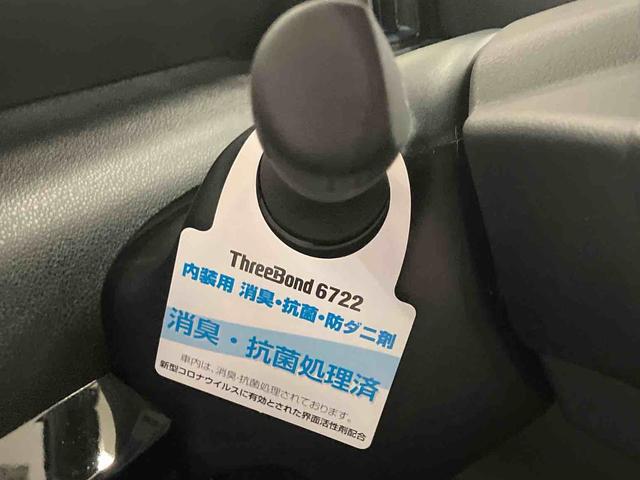 ThreeBond 6722
内装用 消臭・抗菌・防ダニ剤
消臭・抗菌処理済
車内は、消臭・抗菌処理されております。
新型コロナウイルスに有効とされた界面活性剤配合